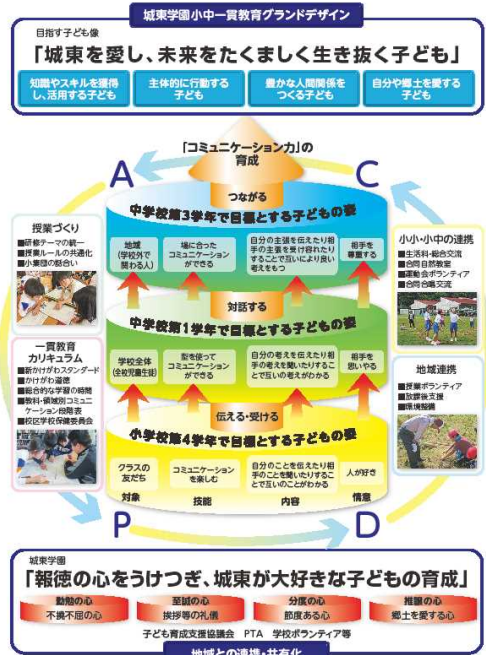 城東学園小中一貫教育グランドデザイン
目指す子ども像
「城東を愛し、未来をたくましく生き抜く子ども」
知識やスキルを獲得
し、活用する子ども
主体的に行動する
子ども
豊かな人間関係を
つくる子ども
自分や郷土を愛する
子ども
「コミュニケーション力」の
育成
A
C
つながる
中学校第3学年で目標とする子どもの姿
地域
(学校外で
関わる人)
場に合った
コミュニケーション
ができる
自分の主張を伝えたり相
手の主張を受け容れたり
することで互いにより良い
考えをもつ
相手を
尊重する
対話する
中学校第1学年で目標とする子どもの姿
学校全体
(全校児童生徒)
型を使って
コミュニケーション
ができる
自分の考えを伝えたり相
手の考えを聞いたりするこ
とで互いの考えがわかる
相手を
思いやる
伝える・受ける
小学校第4学年で目標とする子どもの姿
クラスの
友だち
コミュニケーション
を楽しむ
自分のことを伝えたり相
手のことを聞いたりするこ
とで互いのことがわかる
人が好き
対象
技能
内容
情意
授業づくり
■研修テーマの統一
■授業ルールの共通化
■小集団の話合い
一貫教育
カリキュラム
■新かけがわスタンダード
■かけがわ道徳
■総合的な学習の時間
■教科・領域別コミュニ
ケーション段階表
■校区学校保健委員会
小小・小中の連携
■生活科・総合交流
■合同自然教室
■運動会ボランティア
■合同合唱交流
地域連携
■授業ボランティア
■放課後支援
■環境整備
P
D
城東学園
「報徳の心をうけつぎ、城東が大好きな子どもの育成」
勤勉の心
不撓不屈の心
至誠の心
挨拶等の礼儀
分度の心
節度ある心
推譲の心
郷土を愛する心
子ども育成支援協議会 PTA 学校ボランティア等
地域との連携・共有化